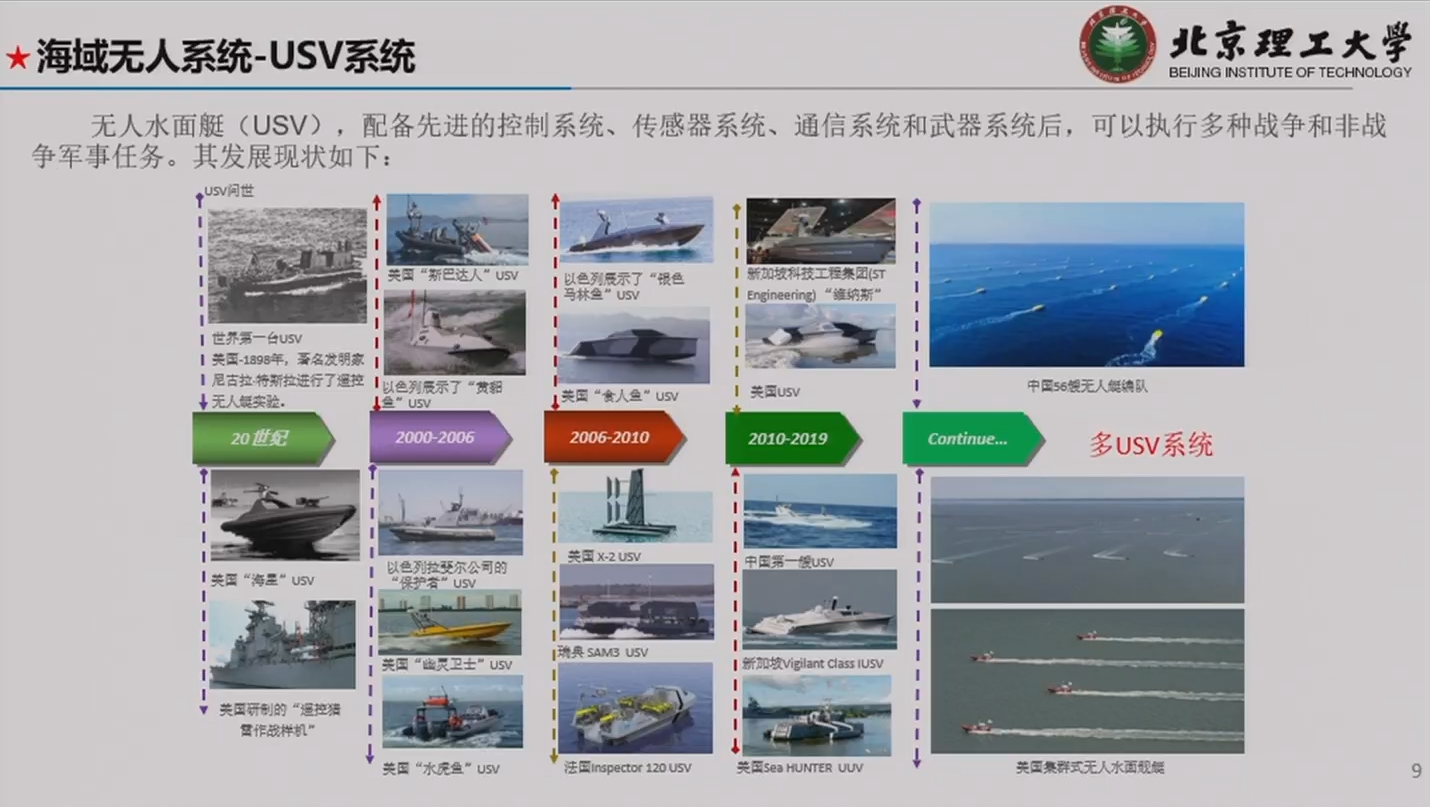 海域无人系统-USV系统
北京理工大学
BEIJING INSTITUTE OF TECHNOLOGY
无人水面艇（USV），配备先进的控制系统、传感器系统、通信系统和武器系统后，可以执行多种战争和非战
争军事任务。其发展现状如下：
USV问世
世界第一台USV
美国-1898年，著名发明家
尼古拉·特斯拉进行了遥控
无人艇实验。
美国“斯巴达人”USV
以色列展示了“黄貂
鱼”USV
以色列展示了“银色
马林鱼”USV
美国“食人鱼”USV
新加坡科技工程集团(ST
Engineering)“维纳斯”
美国USV
中国56艘无人艇编队
20世纪
2000-2006
2006-2010
2010-2019
Continue...
多USV系统
美国“海星”USV
美国研制的“遥控猎
雷作战样机”
以色列拉斐尔公司的
“保护者”USV
美国“幽灵卫士”USV
美国“水虎鱼”USV
美国 X-2 USV
瑞典 SAM3 USV
法国Inspector 120 USV
中国第一艘USV
新加坡Vigilant Class IUSV
美国Sea HUNTER UUV
美国集群式无人水面舰艇
9